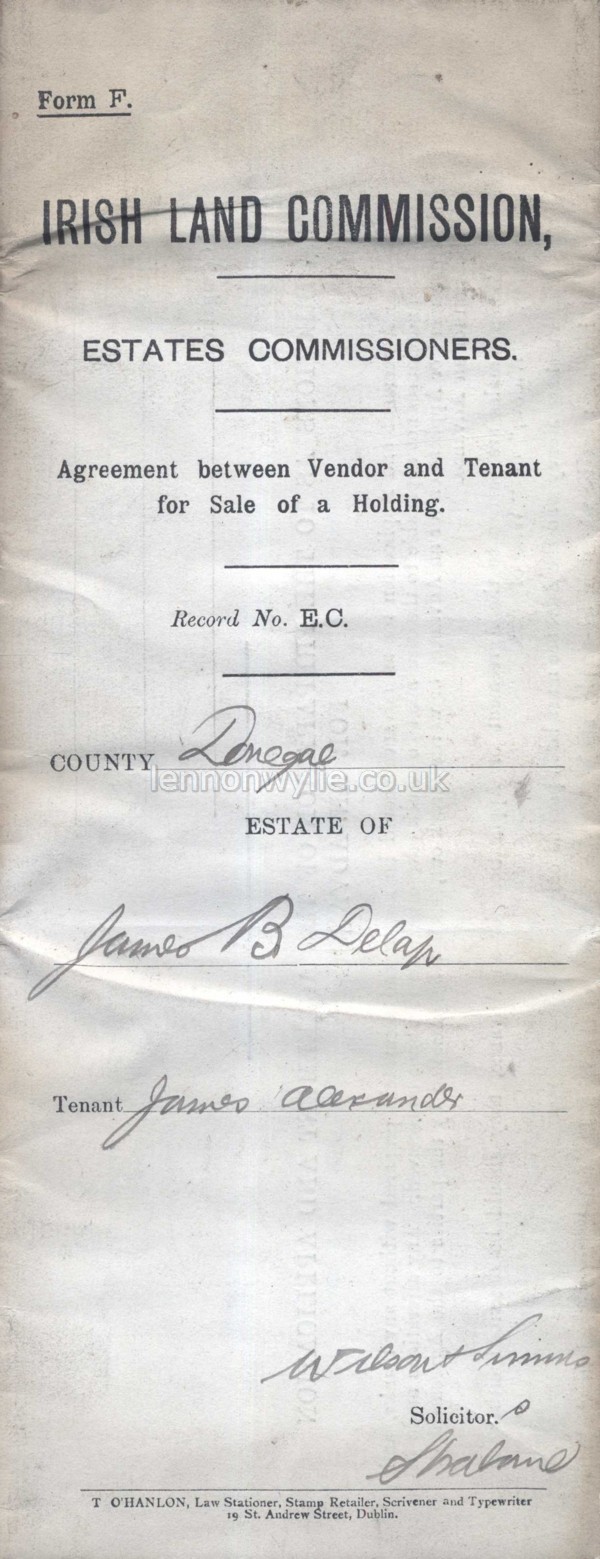 Form F.
IRISH LAND COMMISSION,
ESTATES COMMISSIONERS.
Agreement between Vendor and Tenant
for Sale of a Holding.
Record No. E.C.
COUNTY Donegal
lennonwylie.co.uk
ESTATE OF
James B. Delap
Tenant James Alexander
Wilson & Simms
Solicitor.s
Strabane
T O'HANLON, Law Stationer, Stamp Retailer, Scrivener and Typewriter
19 St. Andrew Street, Dublin.